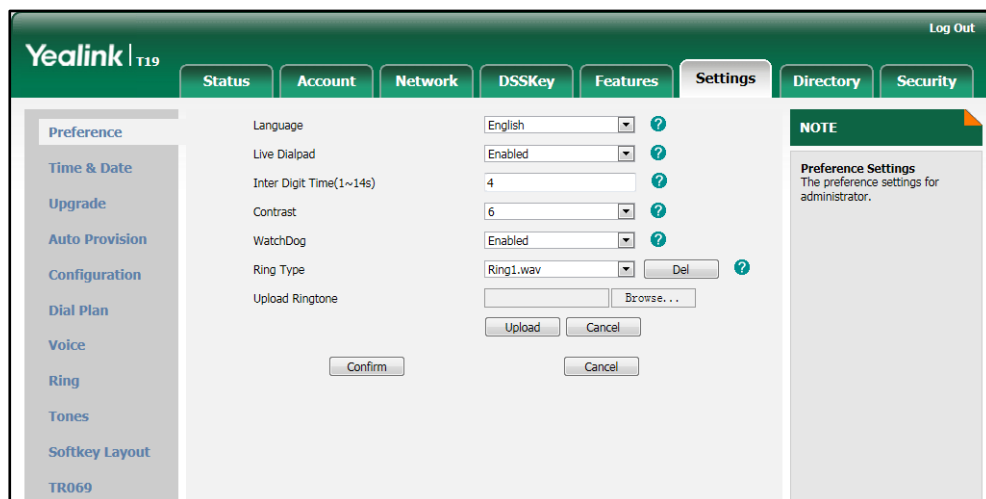 Log Out
Yealink T19
Status Account Network DSSKey Features Settings Directory Security
Preference
Time & Date
Upgrade
Auto Provision
Configuration
Dial Plan
Voice
Ring
Tones
Softkey Layout
TR069
Language English ?
Live Dialpad Enabled ?
Inter Digit Time(1~14s) 4 ?
Contrast 6 ?
WatchDog Enabled ?
Ring Type Ring1.wav Del ?
Upload Ringtone Browse...
Upload Cancel
Confirm Cancel
NOTE
Preference Settings
The preference settings for
administrator.